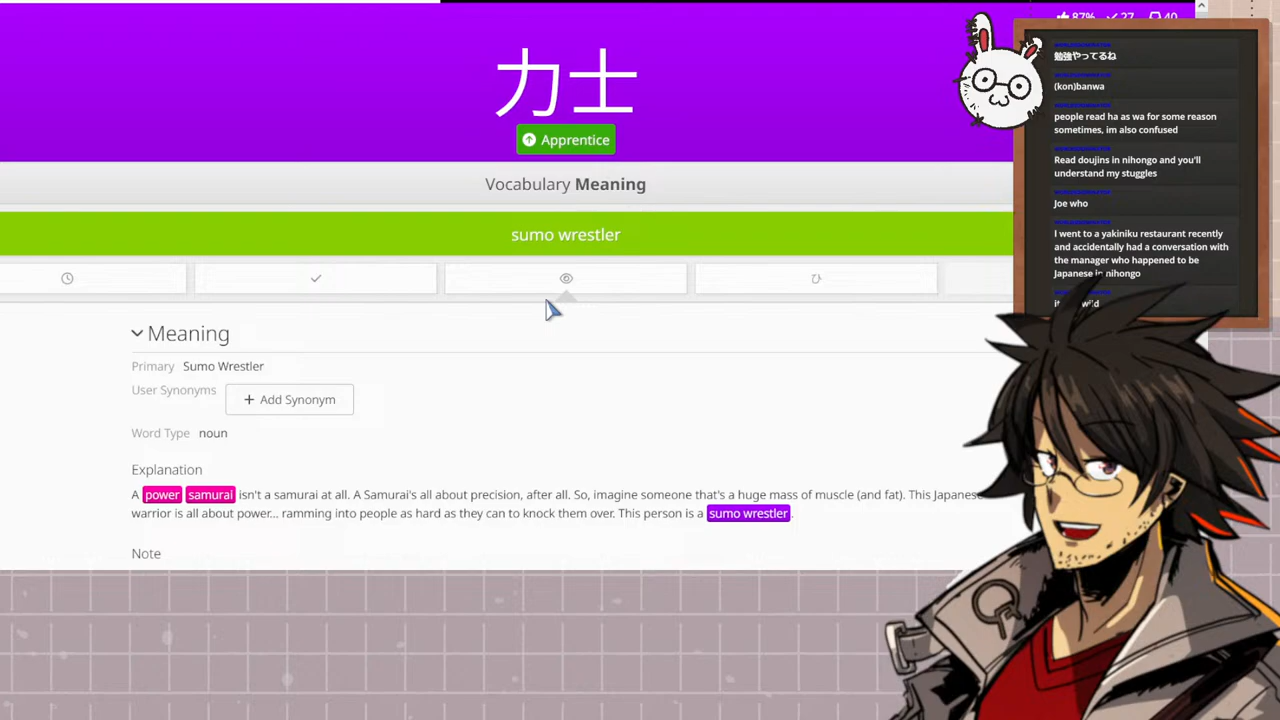 87% 27 40
力士
Apprentice
Vocabulary Meaning
sumo wrestler
ひ
Meaning
Primary Sumo Wrestler
User Synonyms
+ Add Synonym
Word Type noun
Explanation
A power samurai isn't a samurai at all. A Samurai's all about precision, after all. So, imagine someone that's a huge mass of muscle (and fat). This Japanese
warrior is all about power... ramming into people as hard as they can to knock them over. This person is a sumo wrestler.
Note
勉強やってるね
(kon)banwa
people read ha as wa for some reason
sometimes, im also confused
Read doujins in nihongo and you'll
understand my stuggles
Joe who
I went to a yakiniku restaurant recently
and accidentally had a conversation with
the manager who happened to be
Japanese in nihongo
wild